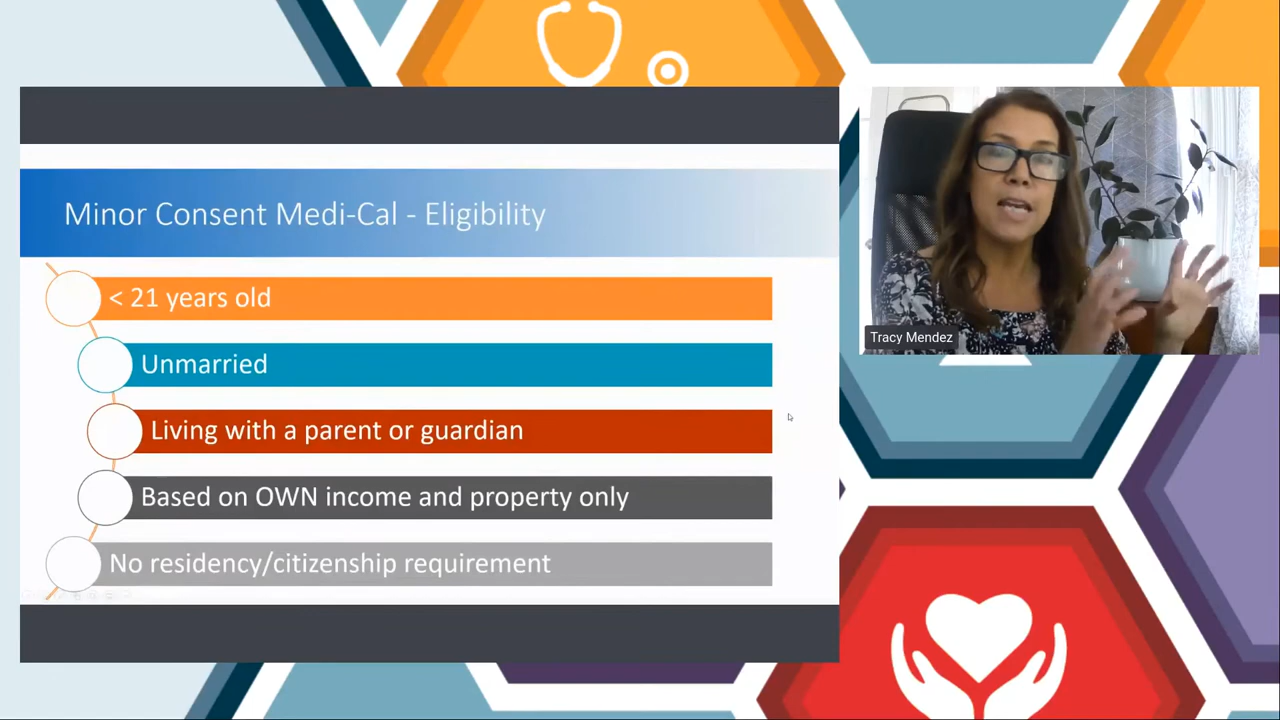 Minor Consent Medi-Cal - Eligibility
< 21 years old
Unmarried
Living with a parent or guardian
Based on OWN income and property only
No residency/citizenship requirement
Tracy Mendez